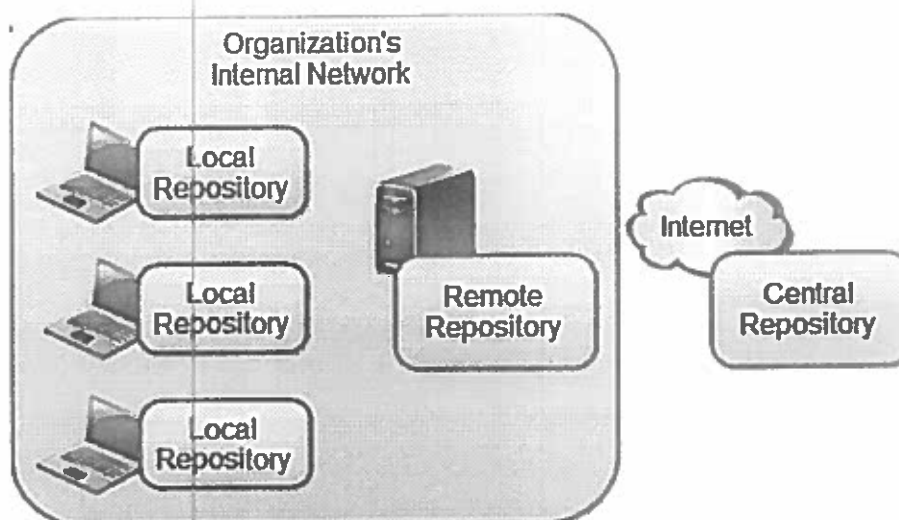 Organization's
Internal Network
Local
Repository
Local
Repository
Local
Repository
Remote
Repository
Internet
Central
Repository